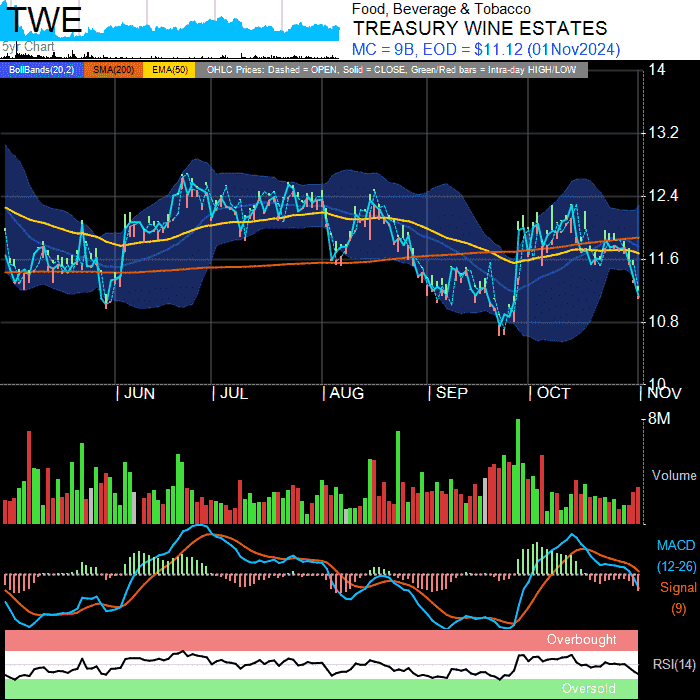 TWE
5yr Chart
Food, Beverage & Tobacco
TREASURY WINE ESTATES
MC = 9B, EOD = $11.12 (01Nov2024)
BollBands(20,2) SMA(200) EMA(50) OHLC Prices: Dashed = OPEN, Solid = CLOSE, Green/Red bars = Intra-day HIGH/LOW
14
13.2
12.4
11.6
10.8
10
JUN JUL AUG SEP OCT NOV
8M
Volume
MACD
(12-26)
Signal
(9)
Overbought
RSI(14)
Oversold